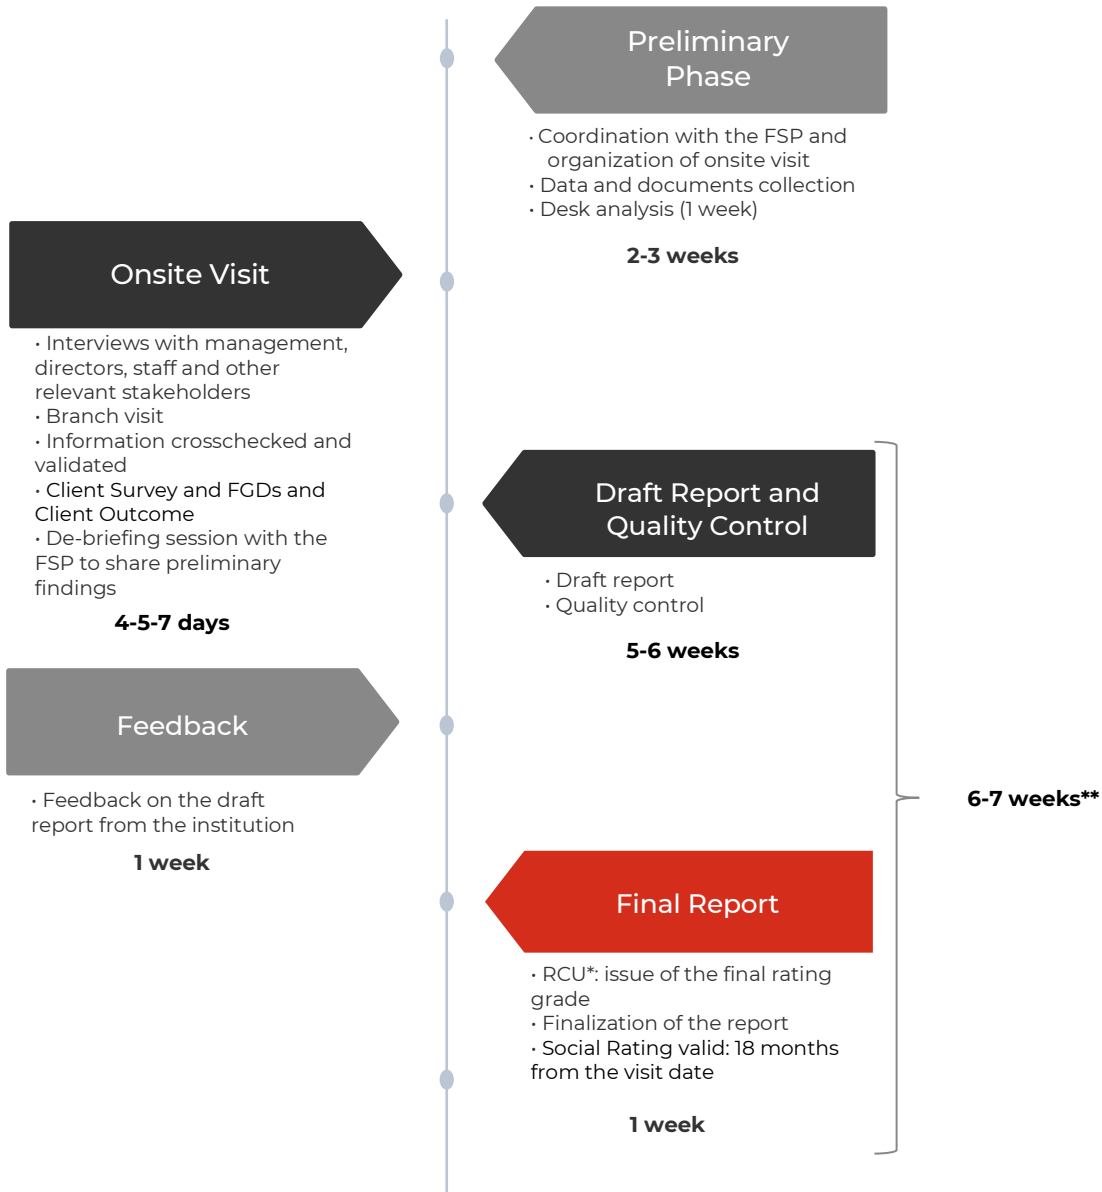 Preliminary
Phase
• Coordination with the FSP and
organization of onsite visit
• Data and documents collection
• Desk analysis (1 week)
2-3 weeks
Onsite Visit
• Interviews with management,
directors, staff and other
relevant stakeholders
• Branch visit
• Information crosschecked and
validated
• Client Survey and FGDs and
Client Outcome
• De-briefing session with the
FSP to share preliminary
findings
4-5-7 days
Draft Report and
Quality Control
• Draft report
• Quality control
5-6 weeks
Feedback
• Feedback on the draft
report from the institution
1 week
6-7 weeks**
Final Report
• RCU*: issue of the final rating
grade
• Finalization of the report
• Social Rating valid: 18 months
from the visit date
1 week